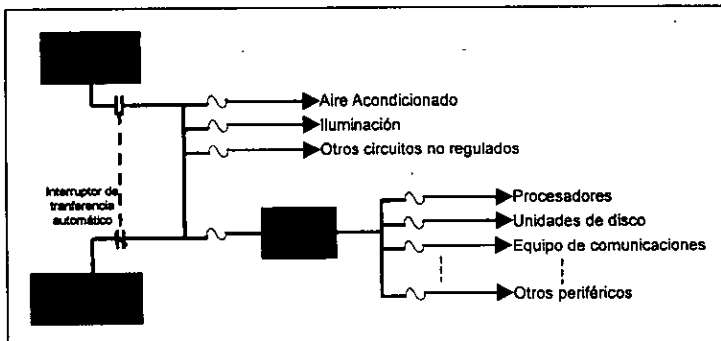 Aire Acondicionado
Iluminación
Otros circuitos no regulados
Interruptor de
tranferencia
automático
Procesadores
Unidades de disco
Equipo de comunicaciones
Otros periféricos